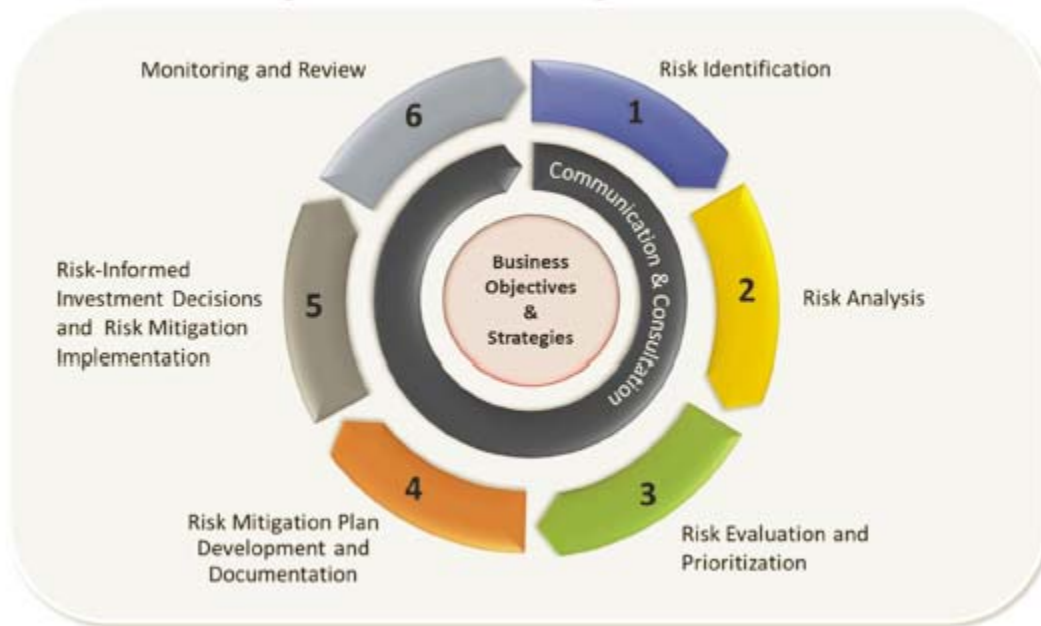 Risk Identification
1
Risk Analysis
2
Risk Evaluation and
Prioritization
3
Risk Mitigation Plan
Development and
Documentation
4
Risk-Informed
Investment Decisions
and Risk Mitigation
Implementation
5
Monitoring and Review
6
Communication & Consultation
Business
Objectives
&
Strategies